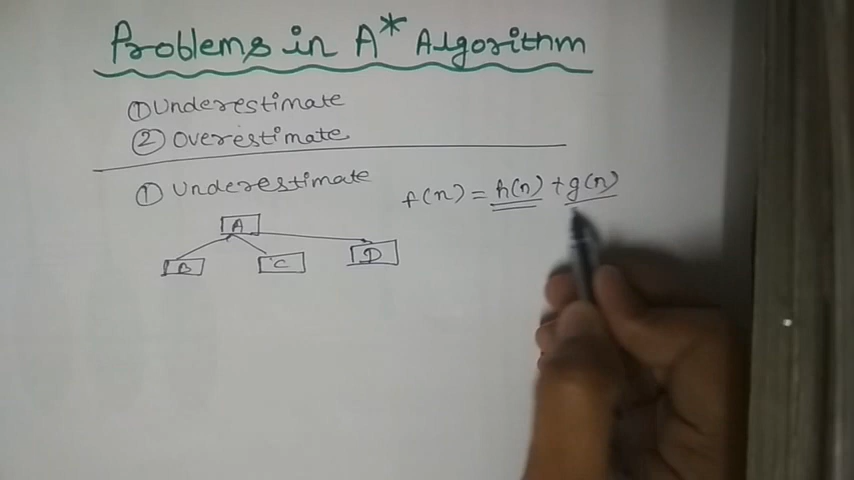 Problems in A* Algorithm
① Underestimate
② Overestimate
① Underestimate
f(n) = h(n) + g(n)
A
B C D